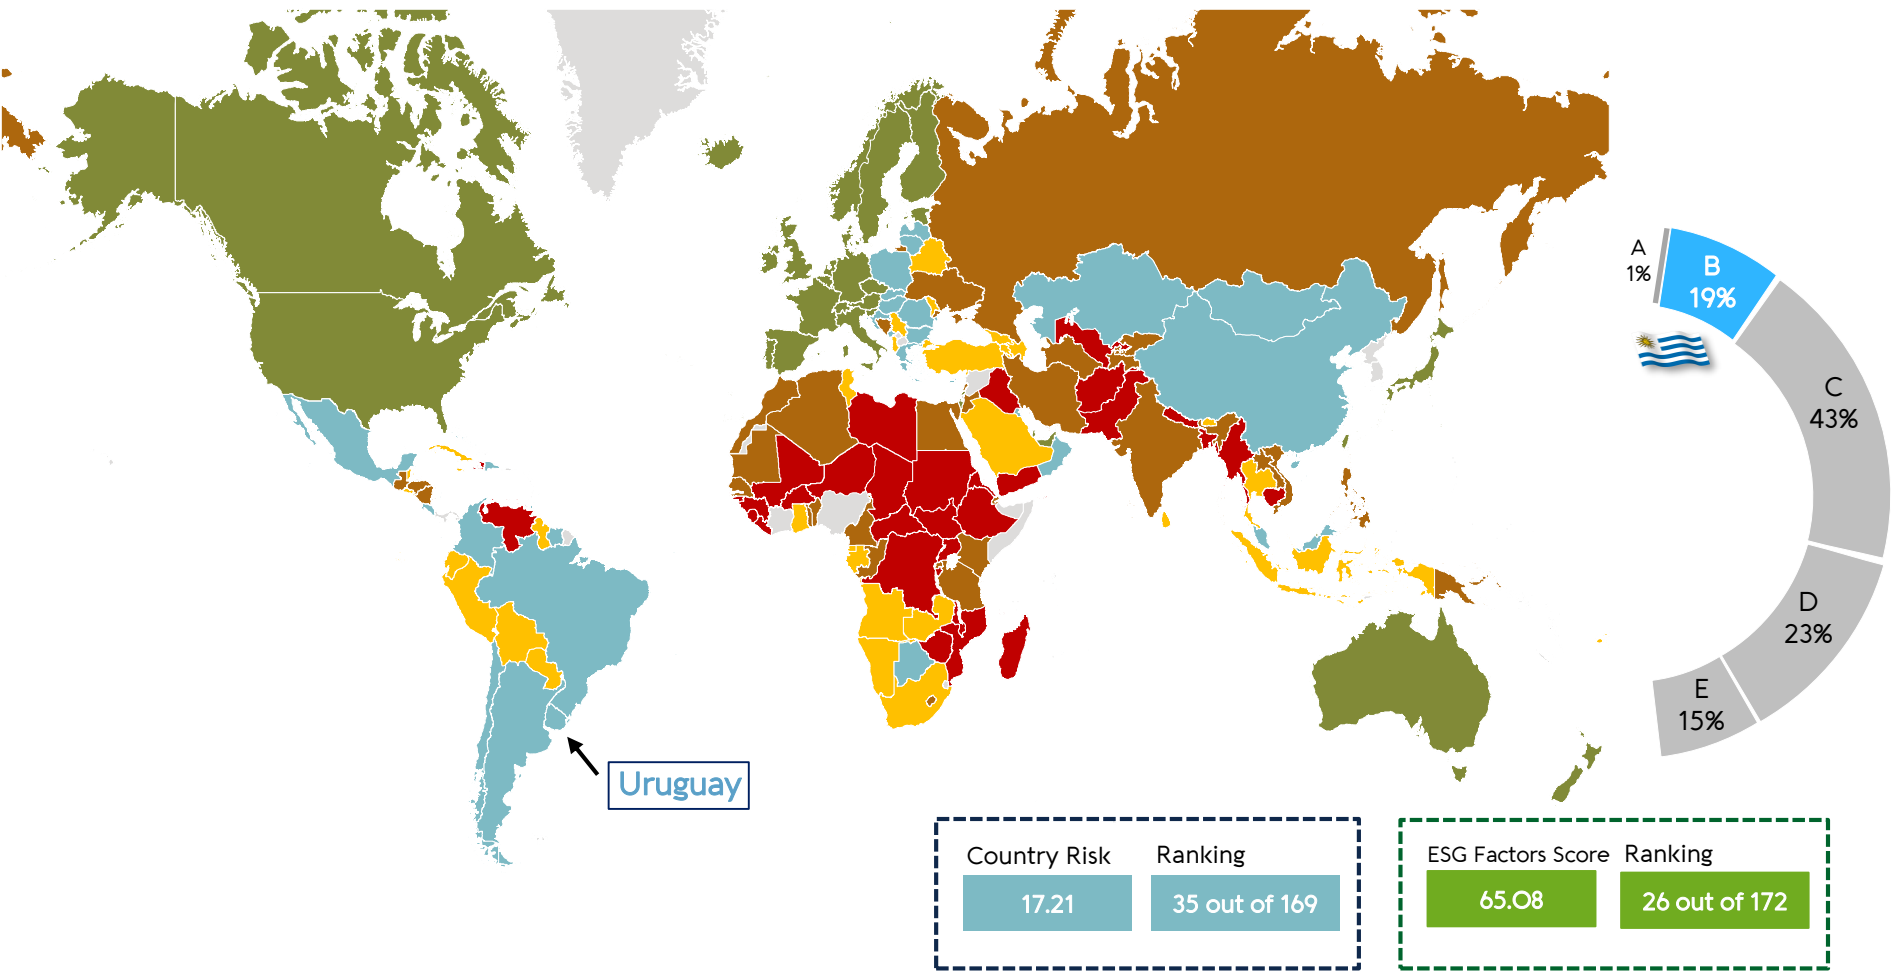 A
1%
B
19%
C
43%
D
23%
E
15%
Uruguay
Country Risk
Ranking
17.21
35 out of 169
ESG Factors Score
Ranking
65.08
26 out of 172